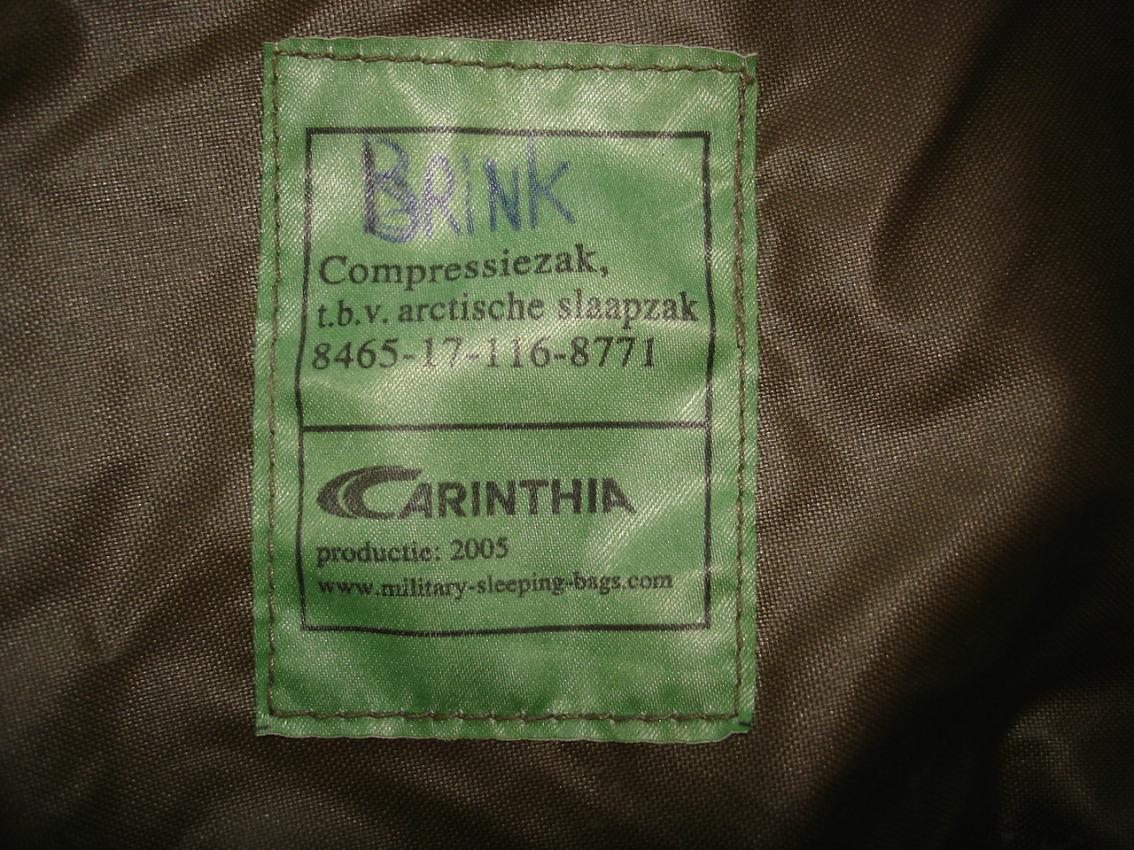 BRINK
Compressiezak,
t.b.v. arctische slaapzak
8465-17-116-8771
CARINTHIA
productie: 2005
www.military-sleeping-bags.com